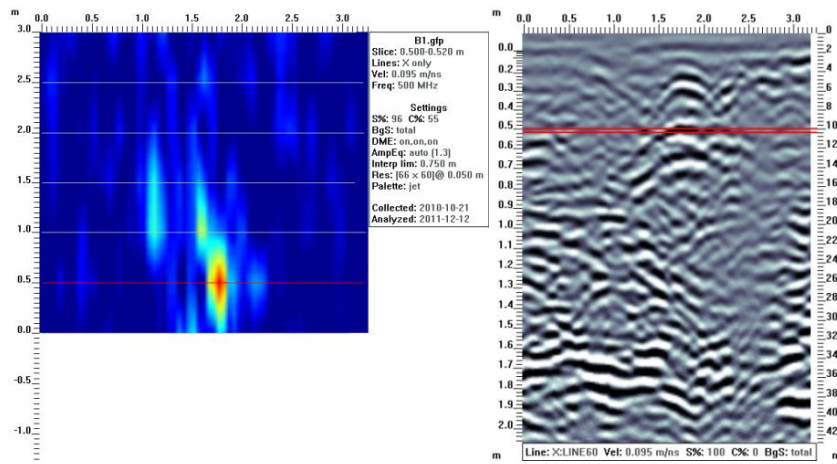 m
0.0 0.5 1.0 1.5 2.0 2.5 3.0
3.0
2.5
2.0
1.5
1.0
0.5
0.0
-0.5
-1.0
B1.gfp
Slice: 0.500-0.520 m
Lines: X only
Vel: 0.095 m/ns
Freq: 500 MHz
Settings
S%: 96 C%: 55
BgS: total
DME: on,on,on
AmpEq: auto (1.3)
Interp lim: 0.750 m
Res: [66 x 60]@ 0.050 m
Palette: jet
Collected: 2010-10-21
Analyzed: 2011-12-12
m
0.0 0.5 1.0 1.5 2.0 2.5 3.0
0.0
0.1
0.2
0.3
0.4
0.5
0.6
0.7
0.8
0.9
1.0
1.1
1.2
1.3
1.4
1.5
1.6
1.7
1.8
1.9
2.0
m
0
2
4
6
8
10
12
14
16
18
20
22
24
26
28
30
32
34
36
38
40
42
n
Line: X:LINE60 Vel: 0.095 m/ns S%: 100 C%: 0 BgS: total